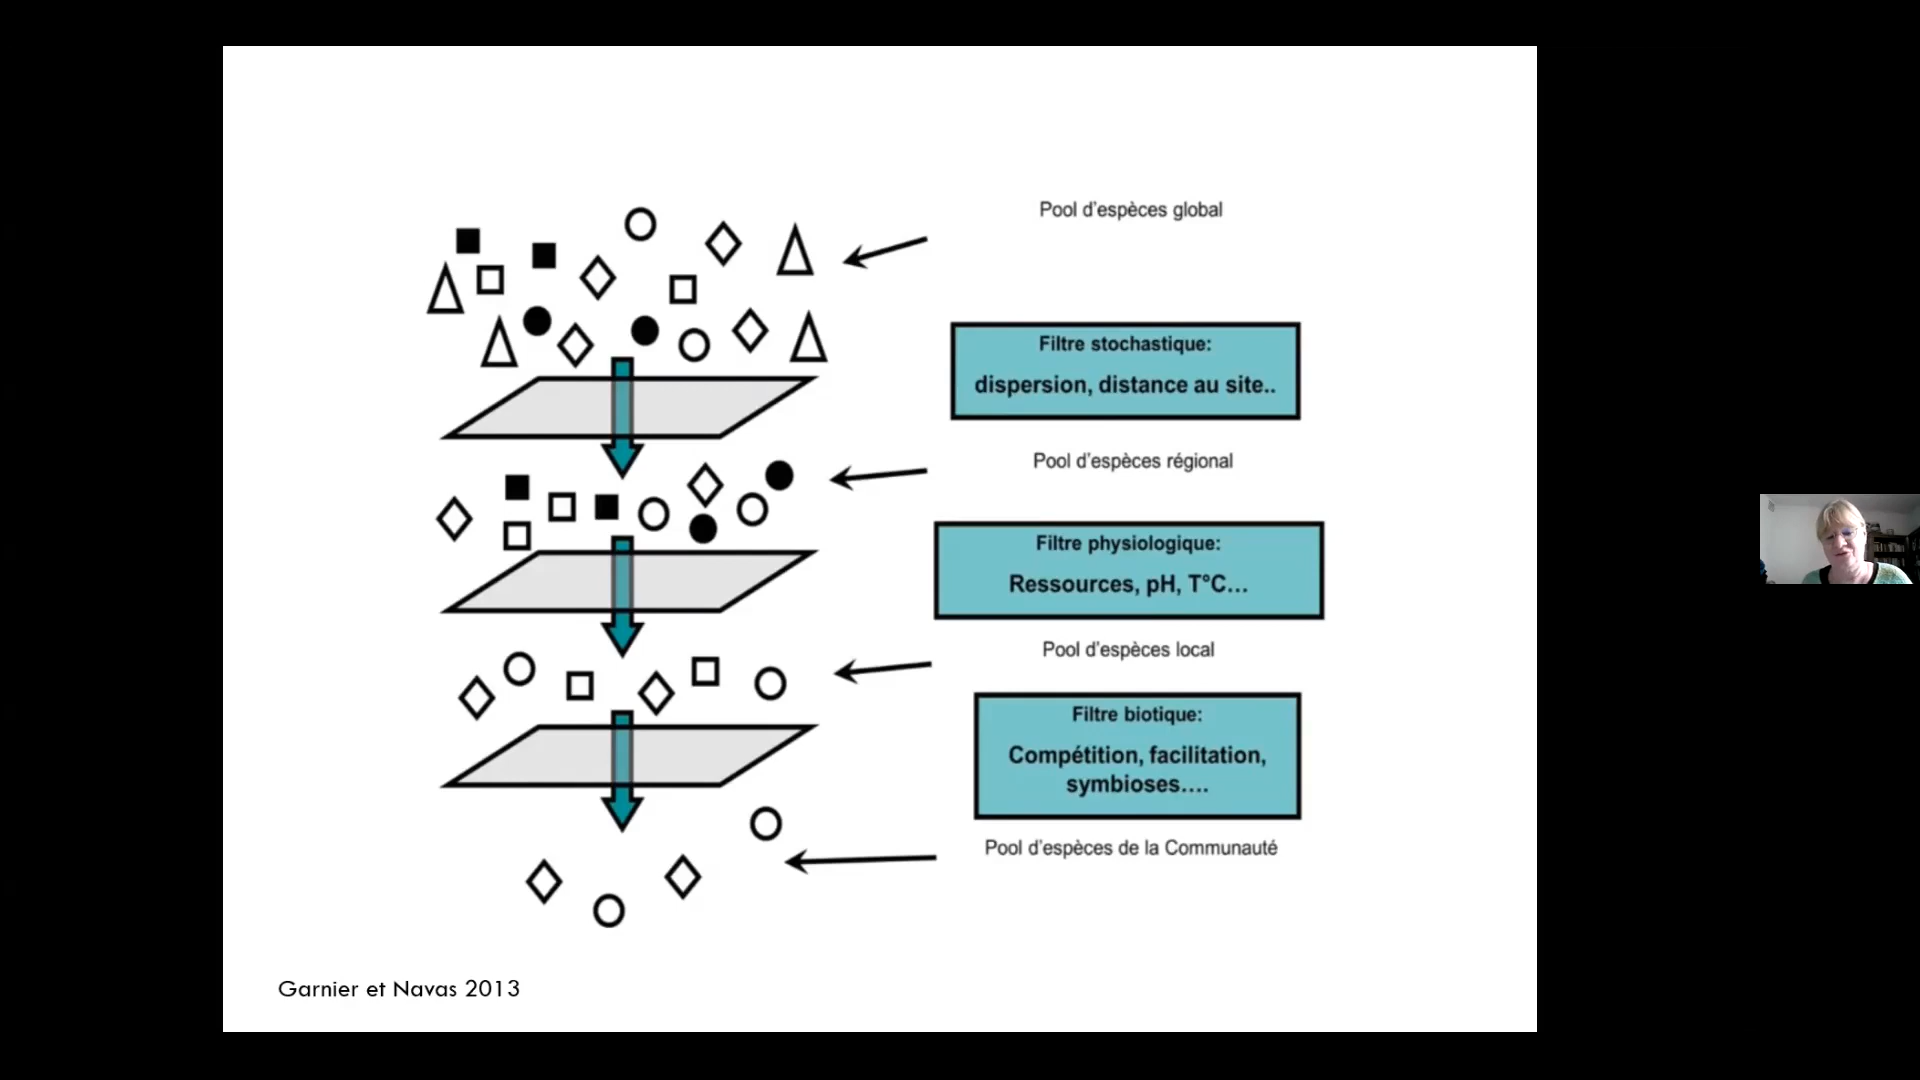 Pool d'espèces global
Filtre stochastique:
dispersion, distance au site..
Pool d'espèces régional
Filtre physiologique:
Ressources, pH, T°C...
Pool d'espèces local
Filtre biotique:
Compétition, facilitation,
symbioses....
Pool d'espèces de la Communauté
Garnier et Navas 2013